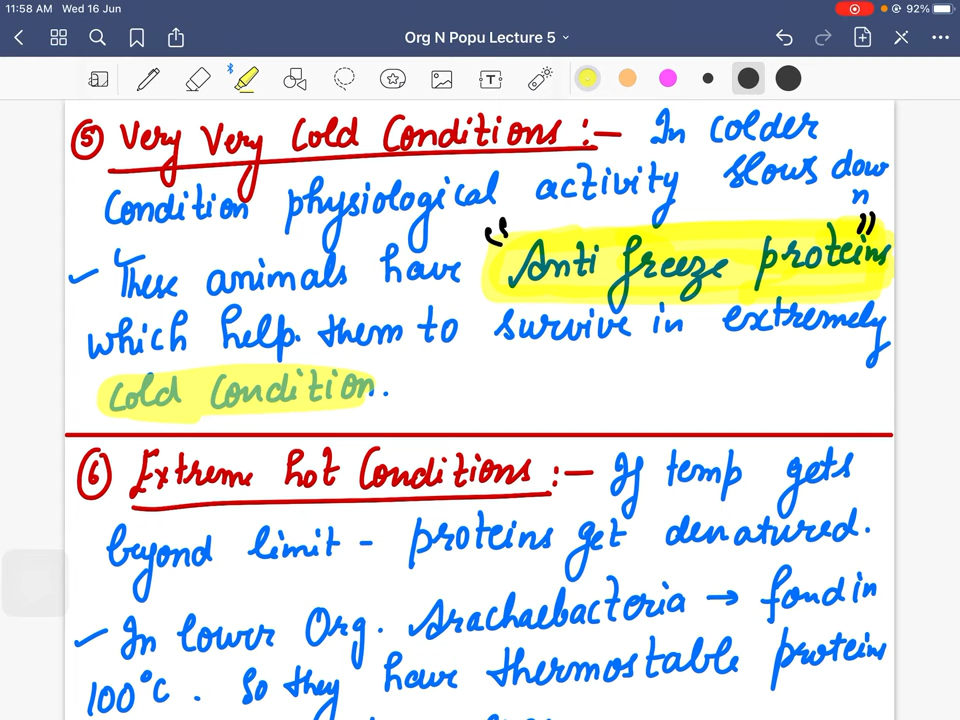 11:58 AM Wed 16 Jun
92%
Org N Popu Lecture 5
⑤ Very Very Cold Conditions :— In colder
condition physiological activity slows down
✓ These animals have "Anti freeze proteins"
which help them to survive in extremely
cold condition.
⑥ Extreme hot Conditions :— If temp gets
beyond limit - proteins get denatured.
✓ In lower Org. Arachaebacteria → fond in
100°C. So they have thermostable proteins